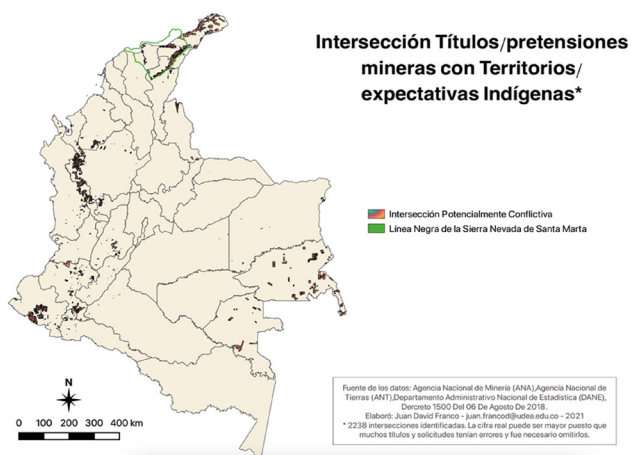 Intersección Títulos/pretensiones
mineras con Territorios/
expectativas Indígenas*
Intersección Potencialmente Conflictiva
Línea Negra de la Sierra Nevada de Santa Marta
N
0 100 200 300 400 km
Fuente de los datos: Agencia Nacional de Minería (ANA),Agencia Nacional de
Tierras (ANT),Departamento Administrativo Nacional de Estadística (DANE),
Dercreto 1500 Del 06 De Agosto De 2018.
Elaboró: Juan David Franco - juan.francod@udea.edu.co - 2021
* 2238 intersecciones identificadas. La cifra real puede ser mayor puesto que
muchos títulos y solicitudes tenían errores y fue necesario omitirlos.